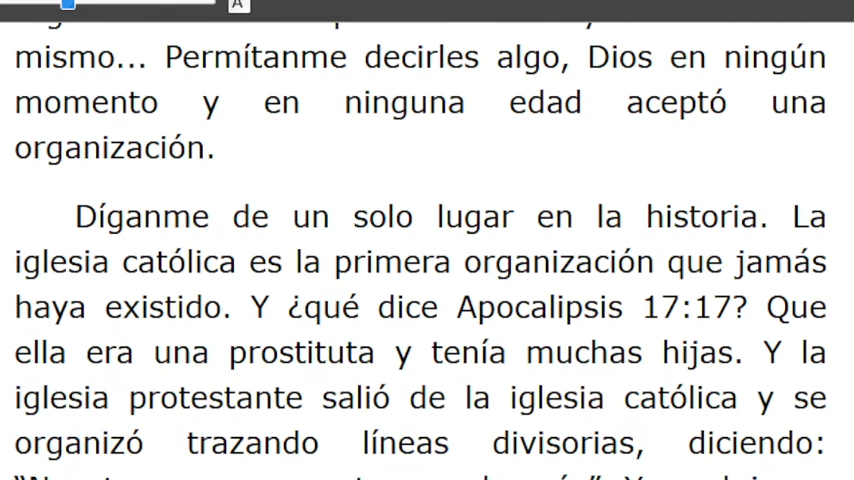 A
mismo... Permítanme decirles algo, Dios en ningún
momento y en ninguna edad aceptó una
organización.
Díganme de un solo lugar en la historia. La
iglesia católica es la primera organización que jamás
haya existido. Y ¿qué dice Apocalipsis 17:17? Que
ella era una prostituta y tenía muchas hijas. Y la
iglesia protestante salió de la iglesia católica y se
organizó trazando líneas divisorias, diciendo: